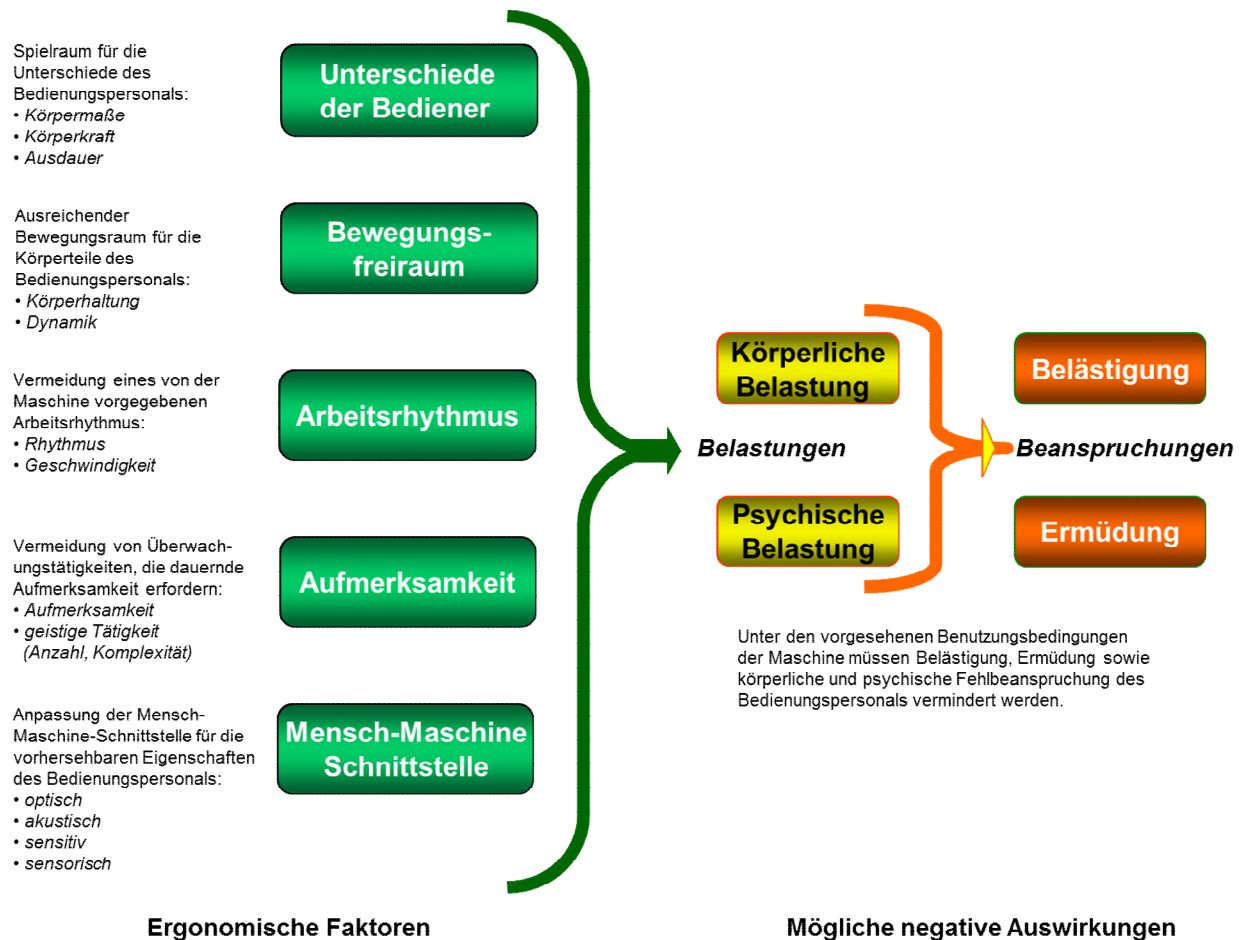 Spielraum für die
Unterschiede des
Bedienungspersonals:
• Körpermaße
• Körperkraft
• Ausdauer
Unterschiede
der Bediener
Ausreichender
Bewegungsraum für die
Körperteile des
Bedienungspersonals:
• Körperhaltung
• Dynamik
Bewegungs-
freiraum
Vermeidung eines von der
Maschine vorgegebenen
Arbeitsrhythmus:
• Rhythmus
• Geschwindigkeit
Arbeitsrhythmus
Vermeidung von Überwach-
ungstätigkeiten, die dauernde
Aufmerksamkeit erfordern:
• Aufmerksamkeit
• geistige Tätigkeit
(Anzahl, Komplexität)
Aufmerksamkeit
Anpassung der Mensch-
Maschine-Schnittstelle für die
vorhersehbaren Eigenschaften
des Bedienungspersonals:
• optisch
• akustisch
• sensitiv
• sensorisch
Mensch-Maschine
Schnittstelle
Ergonomische Faktoren
Körperliche
Belastung
Belastungen
Psychische
Belastung
Belästigung
Beanspruchungen
Ermüdung
Unter den vorgesehenen Benutzungsbedingungen
der Maschine müssen Belästigung, Ermüdung sowie
körperliche und psychische Fehlbeanspruchung des
Bedienungspersonals vermindert werden.
Mögliche negative Auswirkungen